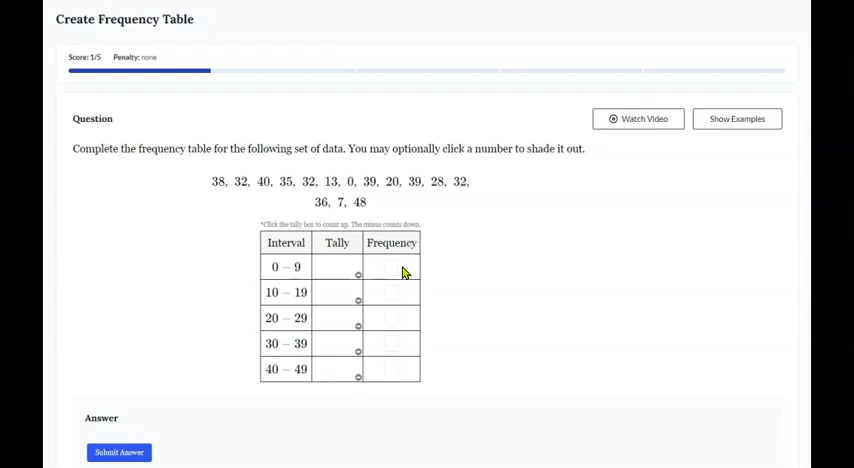 Create Frequency Table
Score: 1/5 Penalty: none
Question
Watch Video
Show Examples
Complete the frequency table for the following set of data. You may optionally click a number to shade it out.
38, 32, 40, 35, 32, 13, 0, 39, 20, 39, 28, 32,
36, 7, 48
*Click the tally box to count up. The minus counts down.
Interval Tally Frequency
0 – 9
10 – 19
20 – 29
30 – 39
40 – 49
Answer
Submit Answer